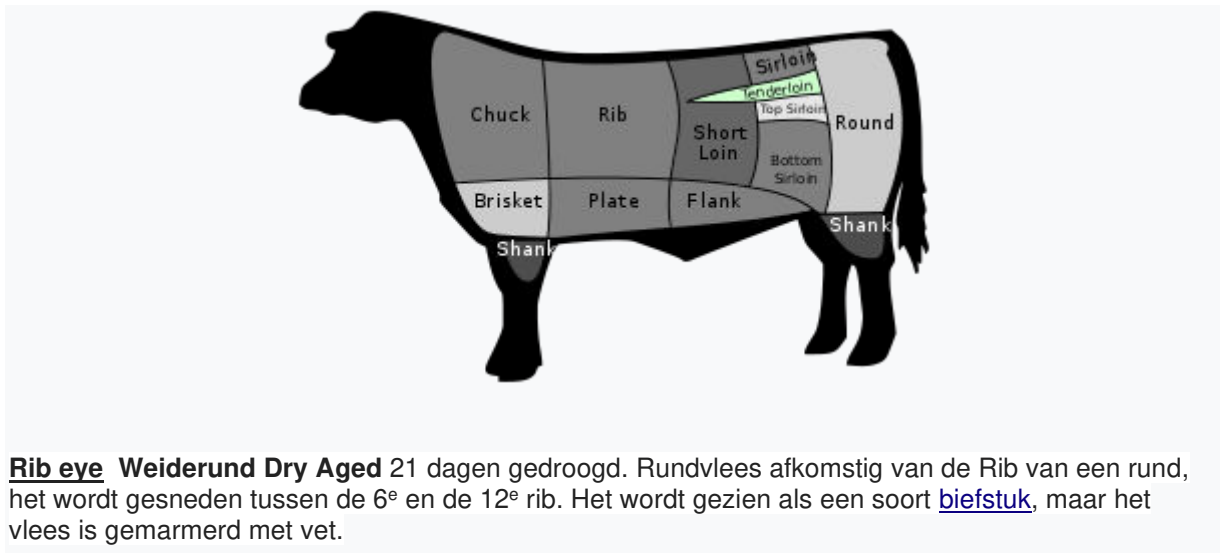 Sirloin
Tenderloin
Chuck
Rib
Top Sirloin
Round
Short
Loin
Bottom
Sirloin
Brisket
Plate
Flank
Shank
Shank
Rib eye  Weiderund Dry Aged 21 dagen gedroogd. Rundvlees afkomstig van de Rib van een rund,
het wordt gesneden tussen de 6ᵉ en de 12ᵉ rib. Het wordt gezien als een soort biefstuk, maar het
vlees is gemarmerd met vet.